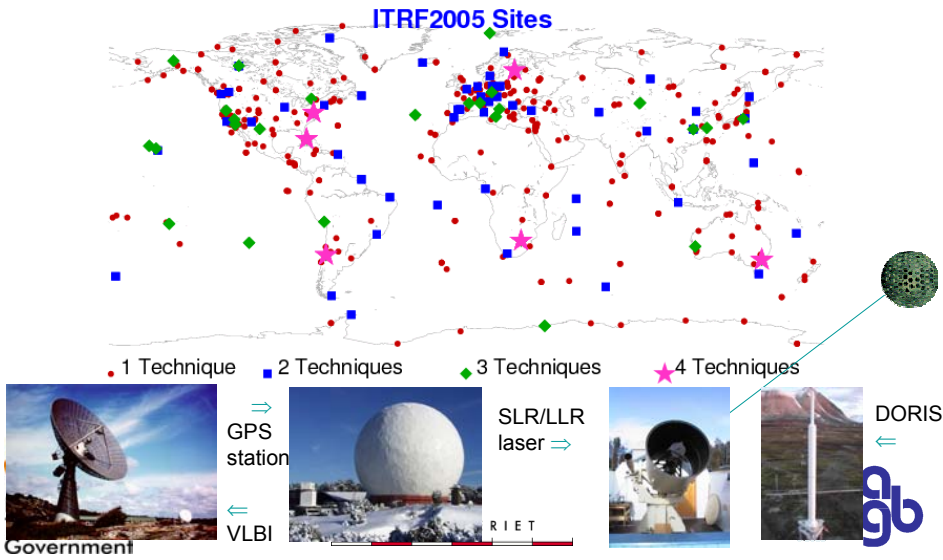 ITRF2005 Sites
1 Technique
2 Techniques
3 Techniques
4 Techniques
⇒
GPS
station
⇐
VLBI
SLR/LLR
laser ⇒
DORIS
⇐
RIET
Government
agb